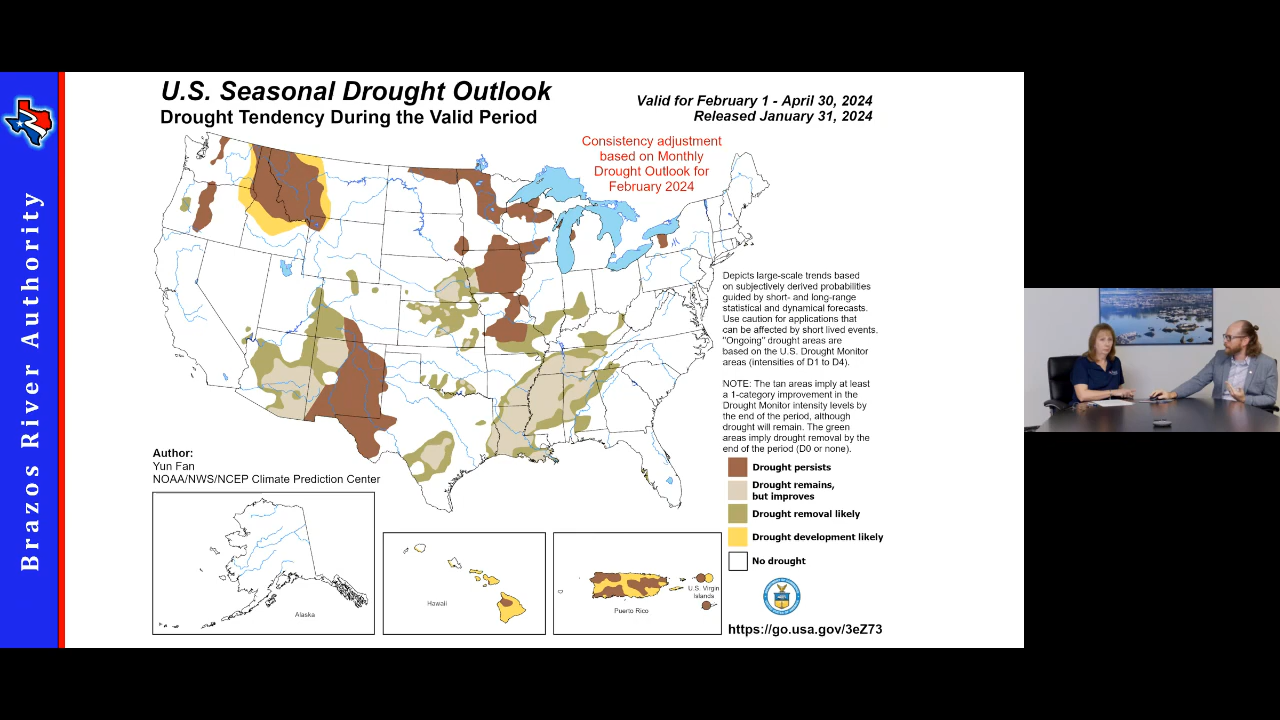 Brazos River Authority
U.S. Seasonal Drought Outlook
Drought Tendency During the Valid Period
Valid for February 1 - April 30, 2024
Released January 31, 2024
Consistency adjustment
based on Monthly
Drought Outlook for
February 2024
Depicts large-scale trends based
on subjectively derived probabilities
guided by short- and long-range
statistical and dynamical forecasts.
Use caution for applications that
can be affected by short lived events.
"Ongoing" drought areas are
based on the U.S. Drought Monitor
areas (intensities of D1 to D4).
NOTE: The tan areas imply at least
a 1-category improvement in the
Drought Monitor intensity levels by
the end of the period, although
drought will remain. The green
areas imply drought removal by the
end of the period (D0 or none).
Author:
Yun Fan
NOAA/NWS/NCEP Climate Prediction Center
Drought persists
Drought remains,
but improves
Drought removal likely
Drought development likely
No drought
Alaska
Hawaii
Puerto Rico
U.S. Virgin
Islands
https://go.usa.gov/3eZ73